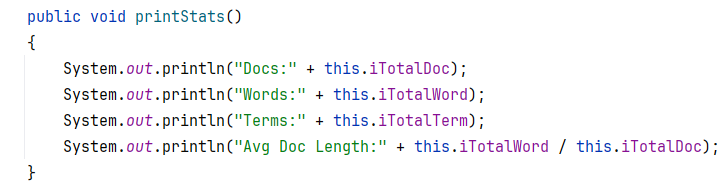 public void printStats()
{
System.out.println("Docs:" + this.iTotalDoc);
System.out.println("Words:" + this.iTotalWord);
System.out.println("Terms:" + this.iTotalTerm);
System.out.println("Avg Doc Length:" + this.iTotalWord / this.iTotalDoc);
}